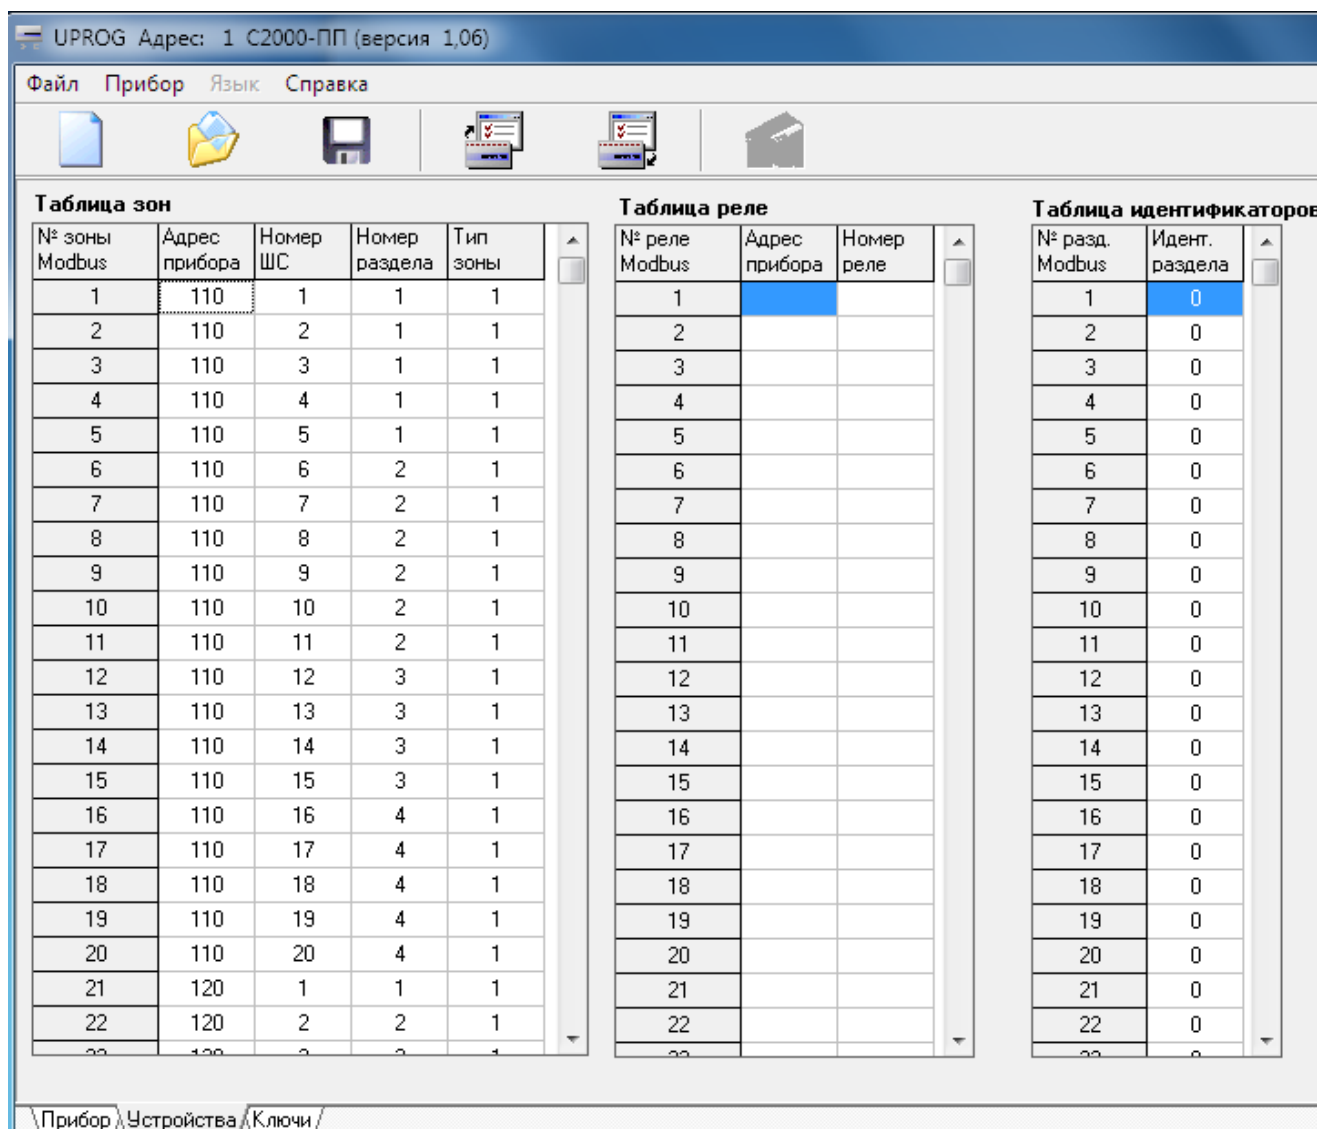 UPROG Адрес: 1 С2000-ПП (версия 1,06)
Файл Прибор Язык Справка
Таблица зон
№ зоны Modbus Адрес прибора Номер ШС Номер раздела Тип зоны
1 110 1 1 1
2 110 2 1 1
3 110 3 1 1
4 110 4 1 1
5 110 5 1 1
6 110 6 2 1
7 110 7 2 1
8 110 8 2 1
9 110 9 2 1
10 110 10 2 1
11 110 11 2 1
12 110 12 3 1
13 110 13 3 1
14 110 14 3 1
15 110 15 3 1
16 110 16 4 1
17 110 17 4 1
18 110 18 4 1
19 110 19 4 1
20 110 20 4 1
21 120 1 1 1
22 120 2 2 1
Таблица реле
№ реле Modbus Адрес прибора Номер реле
1
2
3
4
5
6
7
8
9
10
11
12
13
14
15
16
17
18
19
20
21
22
Таблица идентификаторов
№ разд. Modbus Идент. раздела
1 0
2 0
3 0
4 0
5 0
6 0
7 0
8 0
9 0
10 0
11 0
12 0
13 0
14 0
15 0
16 0
17 0
18 0
19 0
20 0
21 0
22 0
Прибор Устройства Ключи